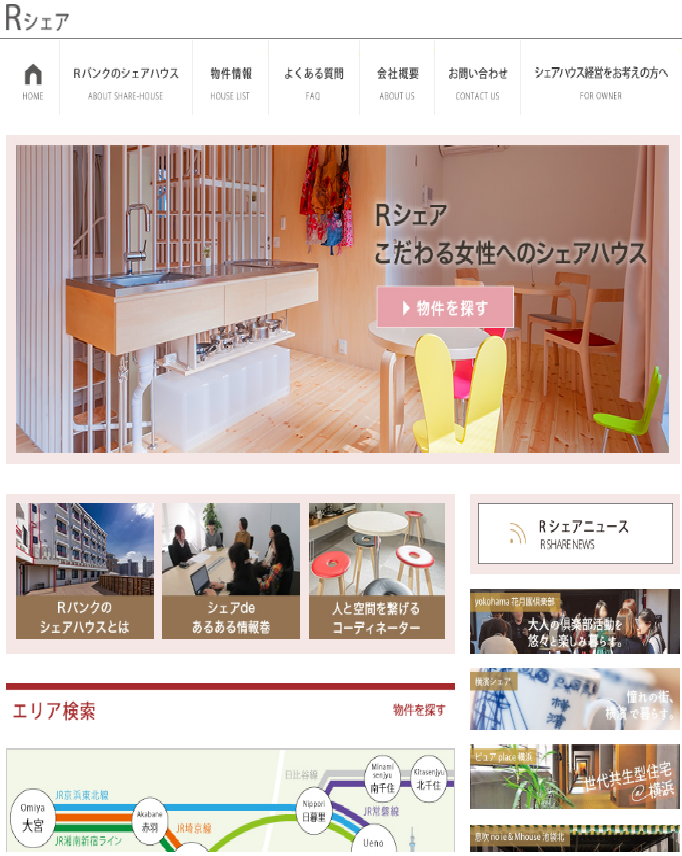 Rシェア
HOME
Rバンクのシェアハウス
ABOUT SHARE-HOUSE
物件情報
HOUSE LIST
よくある質問
FAQ
会社概要
ABOUT US
お問い合わせ
CONTACT US
シェアハウス経営をお考えの方へ
FOR OWNER
Rシェア
こだわる女性へのシェアハウス
物件を探す
Rバンクの
シェアハウスとは
シェアde
あるある情報巻
人と空間を繋げる
コーディネーター
Rシェアニュース
R SHARE NEWS
yokohama 花月園倶楽部
大人の倶楽部活動を
悠々と楽しみ暮らす。
横濱シェア
憧れの街、
横濱で暮らす。
ピュア place 横浜
世代共生型住宅
@横浜
息吹 no ie & Mhouse 池袋北
エリア検索
物件を探す
日比谷線
Minami
senjyu
南千住
Kitasenjyu
北千住
JR京浜東北線
Omiya
大宮
Akabane
赤羽
Nippori
日暮里
JR常磐線
JR埼京線
JR湘南新宿ライン
Ueno